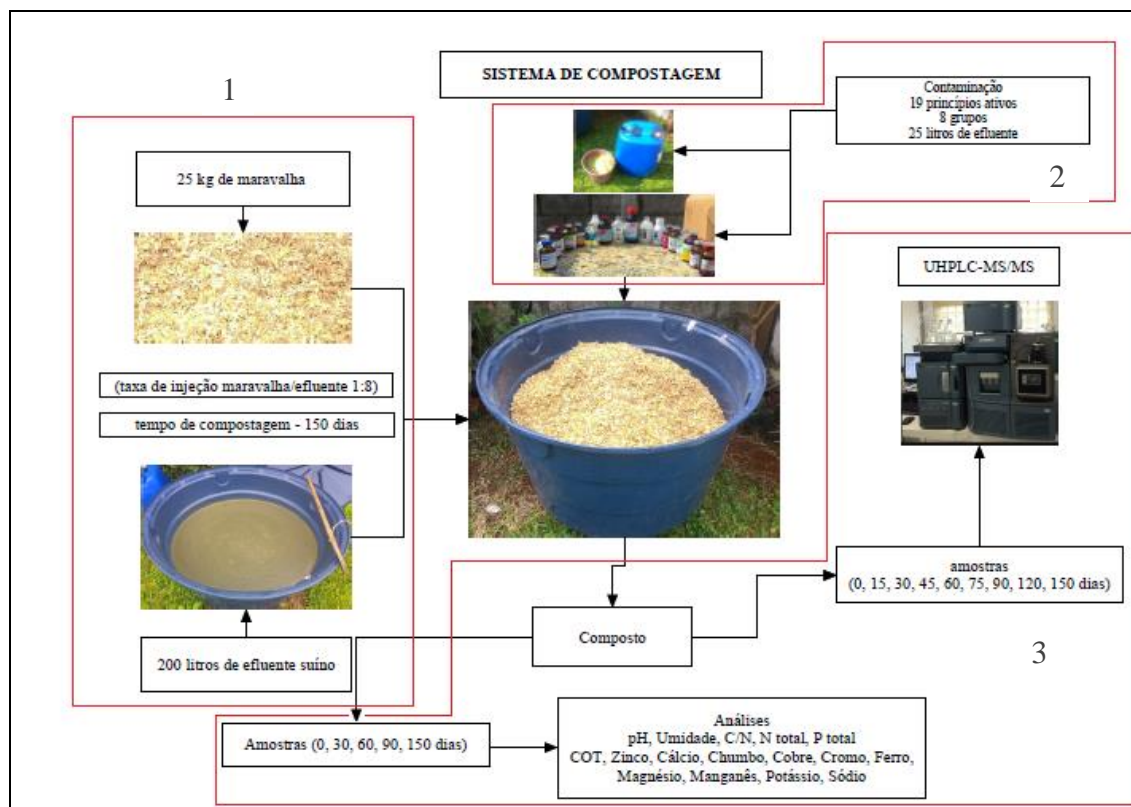 SISTEMA DE COMPOSTAGEM
1
25 kg de maravalha
(taxa de injeção maravalha/efluente 1:8)
tempo de compostagem - 150 dias
200 litros de efluente suíno
Contaminação
19 princípios ativos
8 grupos
25 litros de efluente
2
UHPLC-MS/MS
amostras
(0, 15, 30, 45, 60, 75, 90, 120, 150 dias)
3
Composto
Amostras (0, 30, 60, 90, 150 dias)
Análises
pH, Umidade, C/N, N total, P total
COT, Zinco, Cálcio, Chumbo, Cobre, Cromo, Ferro,
Magnésio, Manganês, Potássio, Sódio